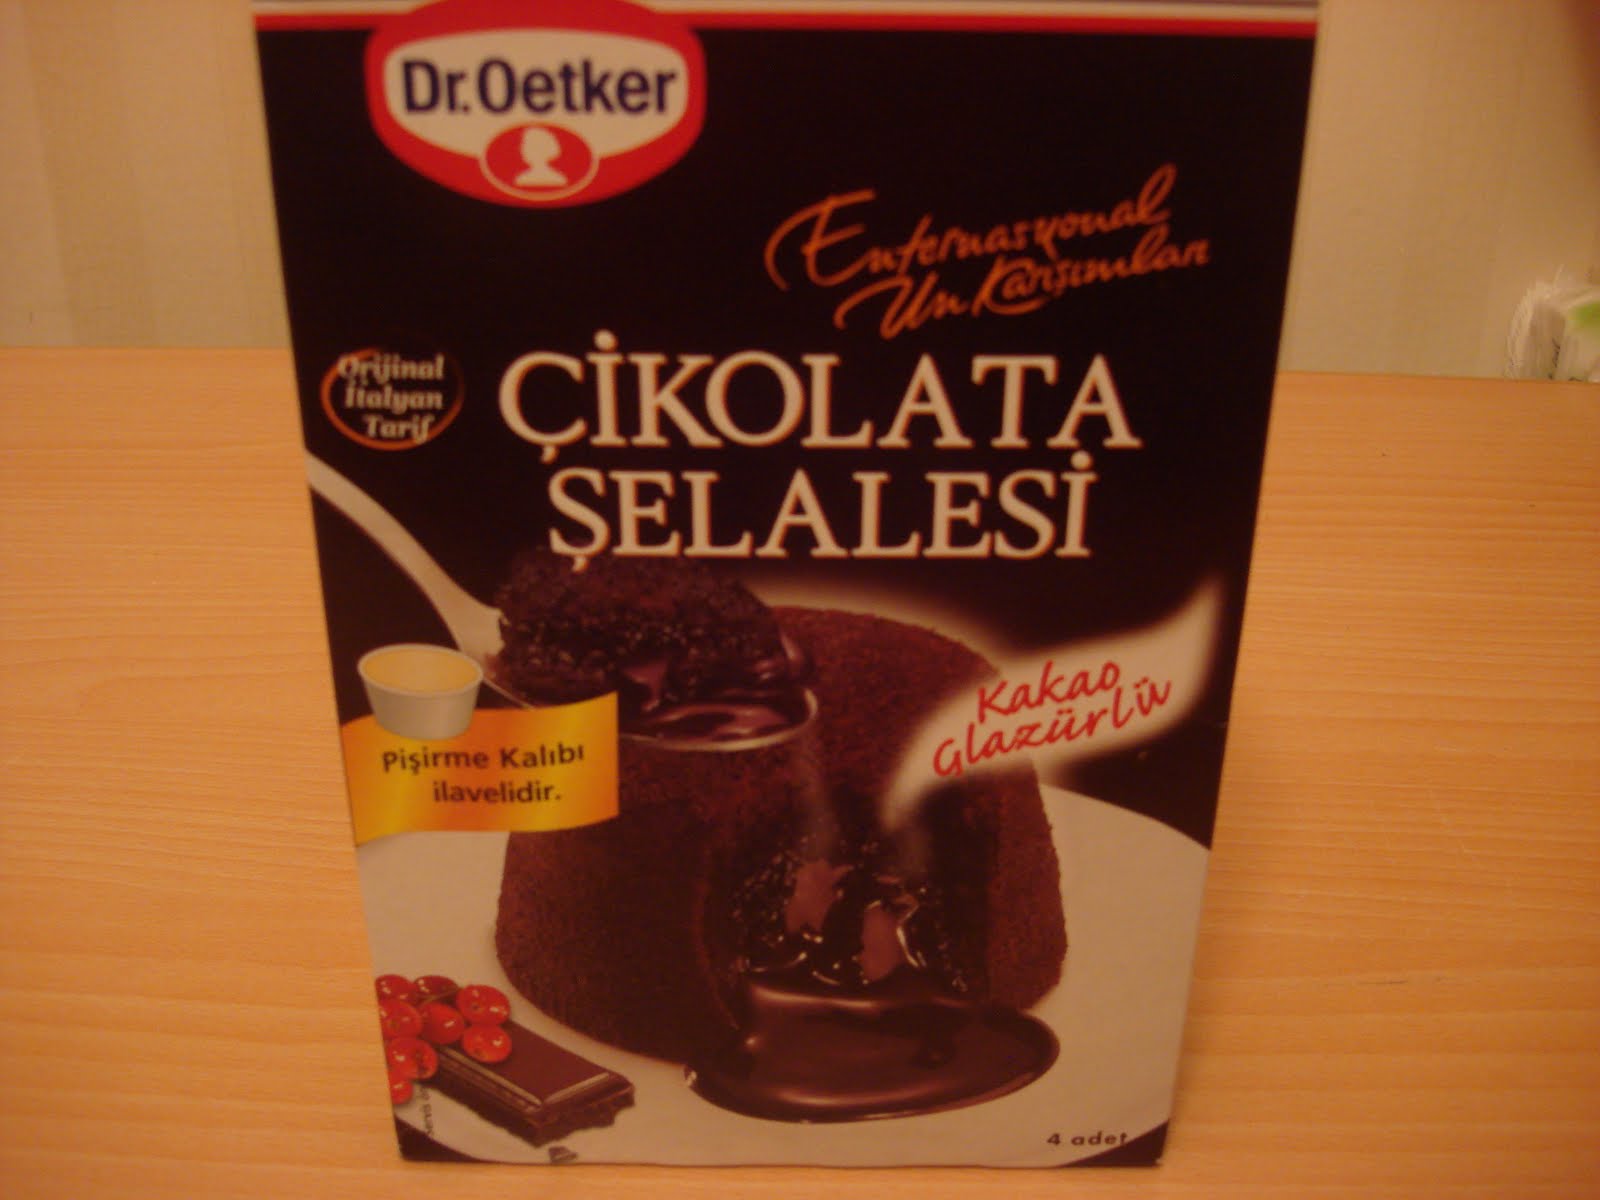 Dr.Oetker
Enternasyonal
Un Karışımları
Orijinal
İtalyan
Tarif
ÇİKOLATA
ŞELALESİ
Kakao
Glazürlü
Pişirme Kalıbı
ilavelidir.
4 adet